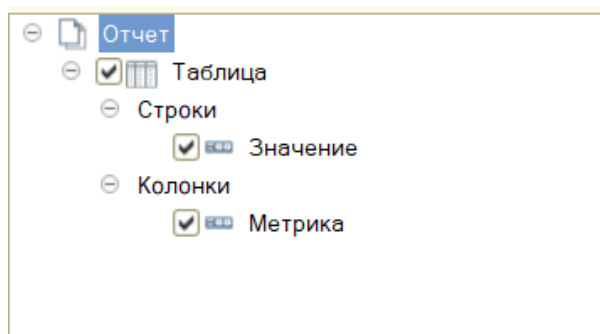 Отчет
Таблица
Строки
Значение
Колонки
Метрика